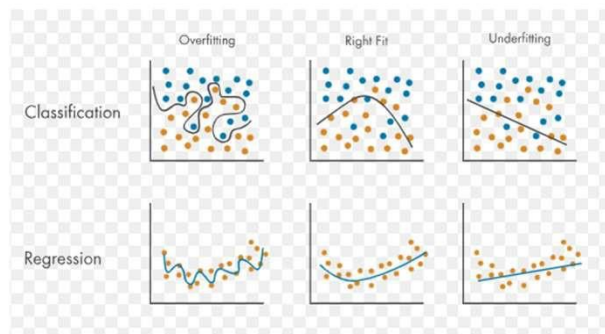 Overfitting
Right Fit
Underfitting
Classification
Regression